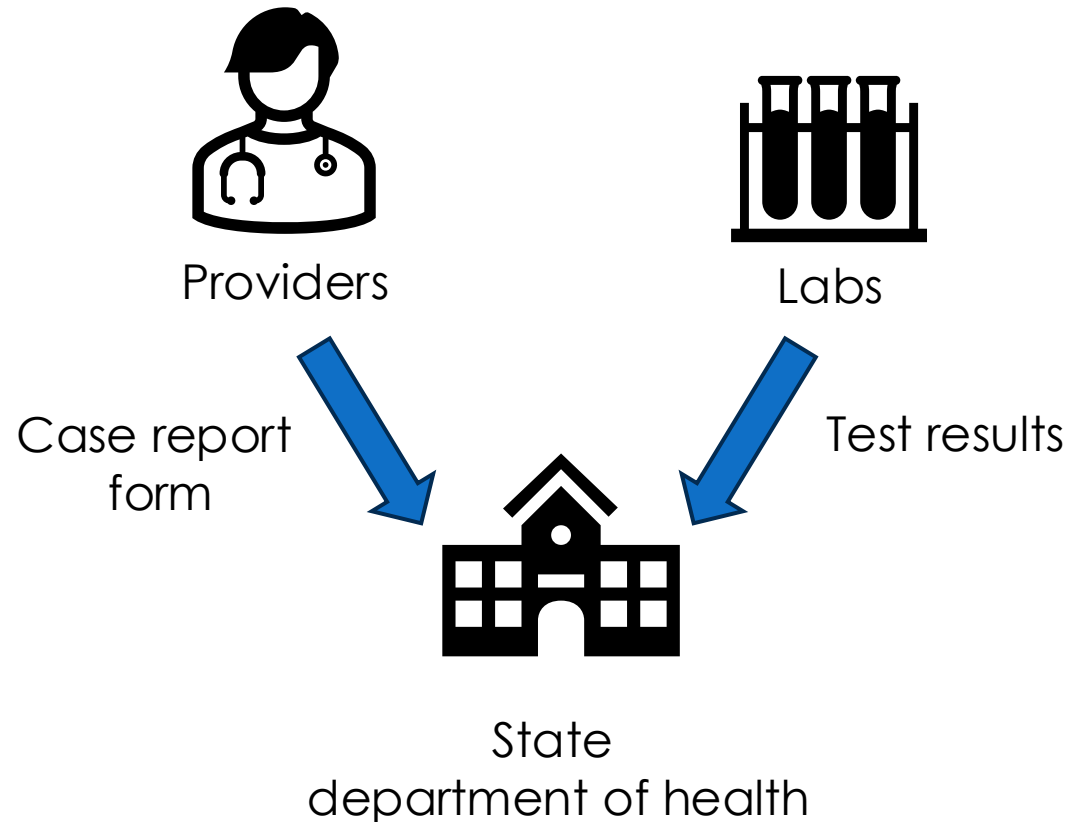 Providers
Labs
Case report
form
Test results
State
department of health